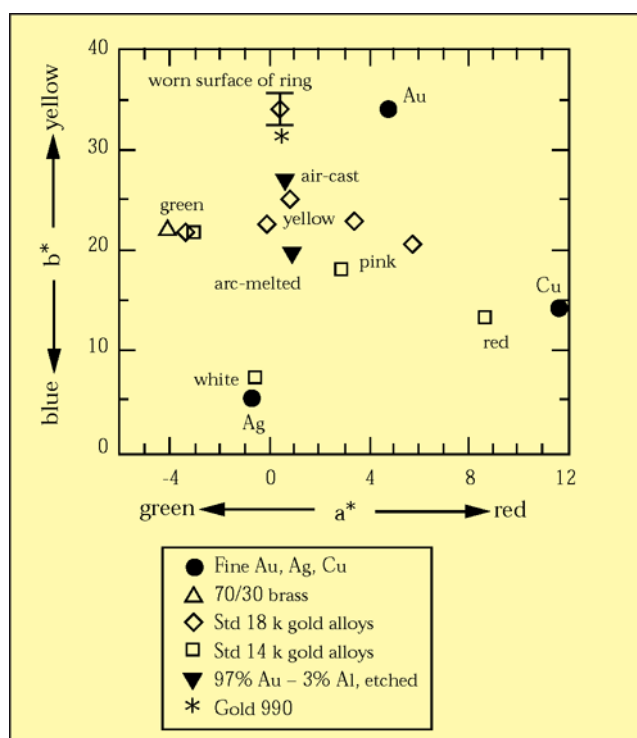 40
worn surface of ring
Au
30
air-cast
green
yellow
20
pink
arc-melted
Cu
10
red
white
Ag
0
-4
0
4
8
12
yellow
b*
blue
green
a*
red
Fine Au, Ag, Cu
70/30 brass
Std 18 k gold alloys
Std 14 k gold alloys
97% Au – 3% Al, etched
Gold 990